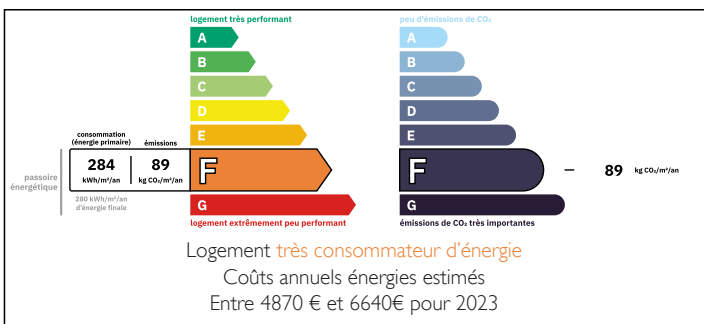 logement très performant
A
B
C
D
E
consommation
(énergie primaire)
émissions
284
89
kWh/m²/an
kg CO₂/m²/an
F
passoire
énergétique
280 kWh/m²/an
d'énergie finale
G
logement extrêmement peu performant
peu d'émissions de CO₂
A
B
C
D
E
F
89 kg CO₂/m²/an
G
émissions de CO₂ très importantes
Logement très consommateur d'énergie
Coûts annuels énergies estimés
Entre 4870 € et 6640€ pour 2023